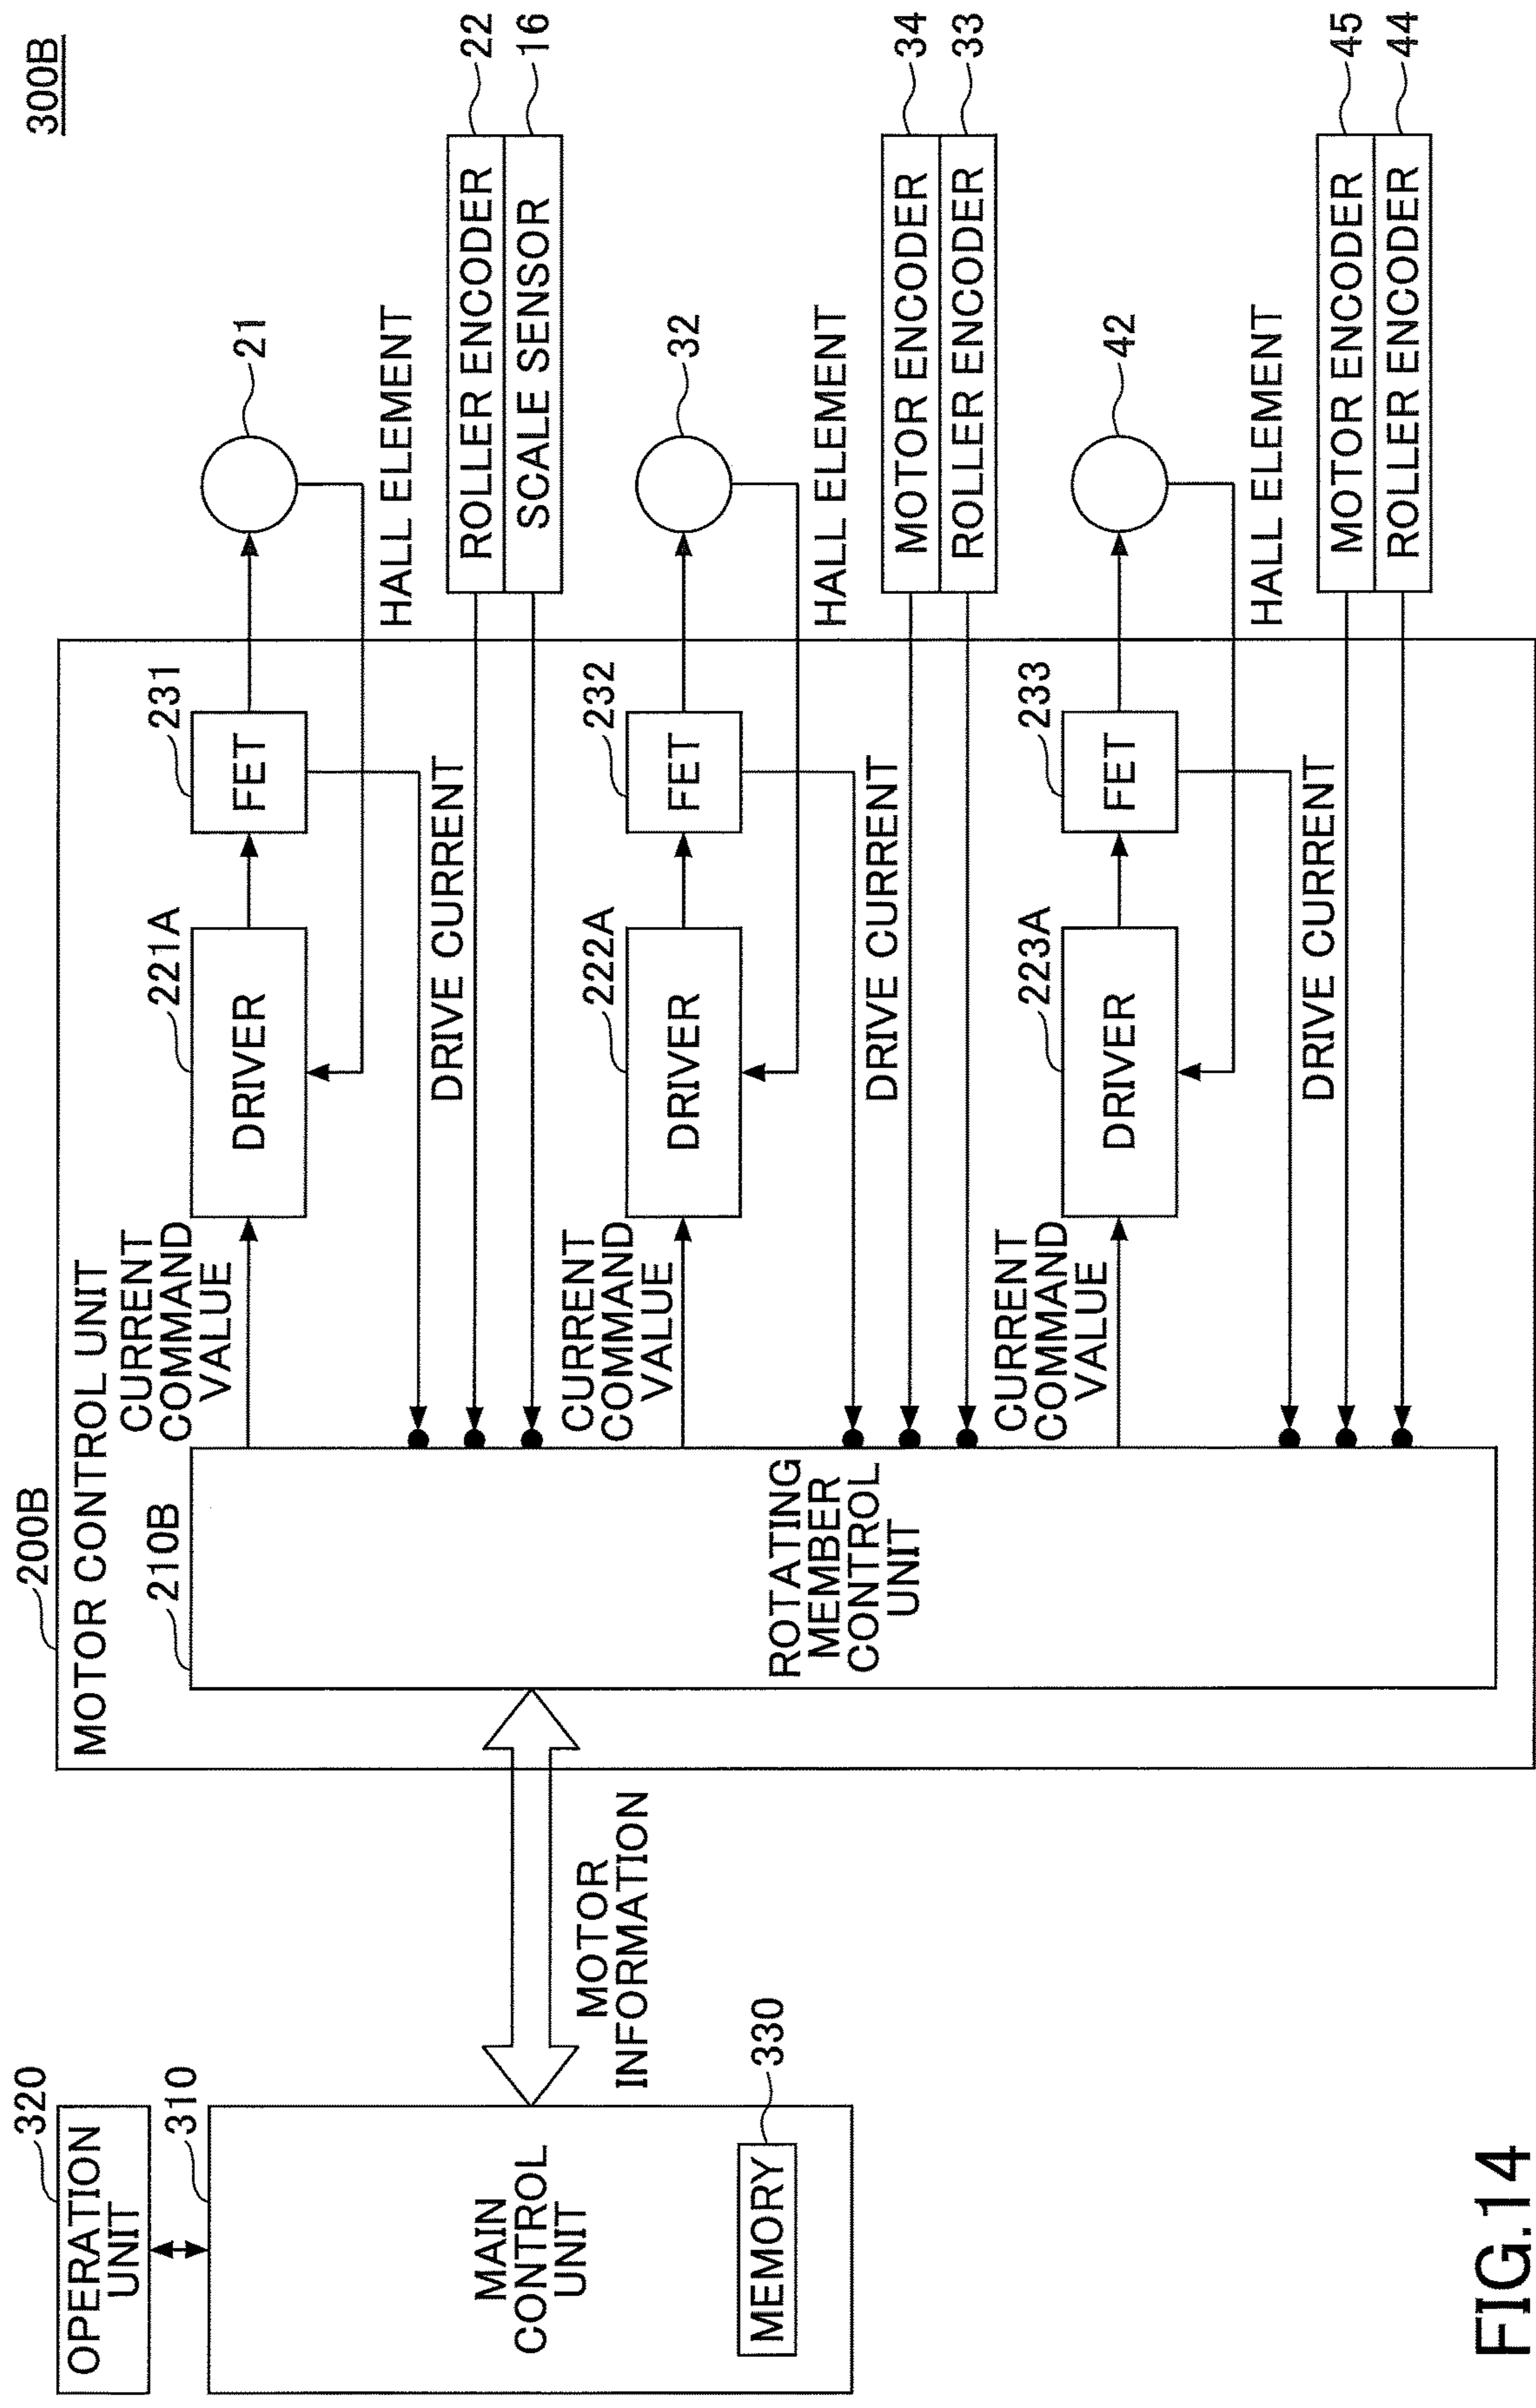 300B
320
OPERATION
UNIT
310
MAIN
CONTROL
UNIT
MEMORY
330
MOTOR
INFORMATION
200B
MOTOR CONTROL UNIT
210B
ROTATING
MEMBER
CONTROL
UNIT
CURRENT
COMMAND
VALUE
221A
DRIVER
231
FET
21
HALL ELEMENT
DRIVE CURRENT
ROLLER ENCODER
22
SCALE SENSOR
16
CURRENT
COMMAND
VALUE
222A
DRIVER
232
FET
32
HALL ELEMENT
DRIVE CURRENT
MOTOR ENCODER
34
ROLLER ENCODER
33
CURRENT
COMMAND
VALUE
223A
DRIVER
233
FET
42
HALL ELEMENT
DRIVE CURRENT
MOTOR ENCODER
45
ROLLER ENCODER
44
FIG.14